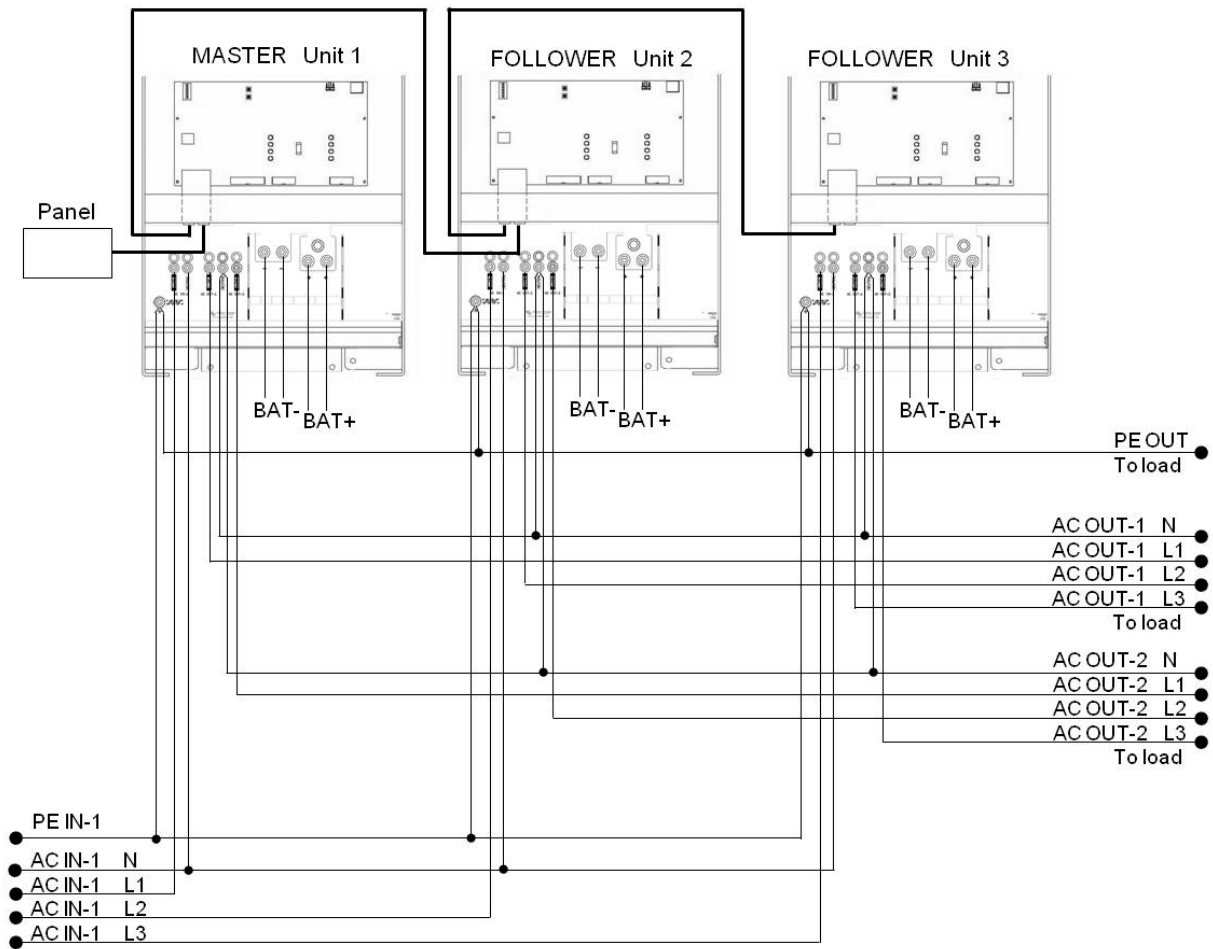 MASTER Unit 1
FOLLOWER Unit 2
FOLLOWER Unit 3
Panel
BAT-
BAT+
BAT-
BAT+
BAT-
BAT+
PE OUT
To load
AC OUT-1 N
AC OUT-1 L1
AC OUT-1 L2
AC OUT-1 L3
To load
AC OUT-2 N
AC OUT-2 L1
AC OUT-2 L2
AC OUT-2 L3
To load
PE IN-1
AC IN-1 N
AC IN-1 L1
AC IN-1 L2
AC IN-1 L3